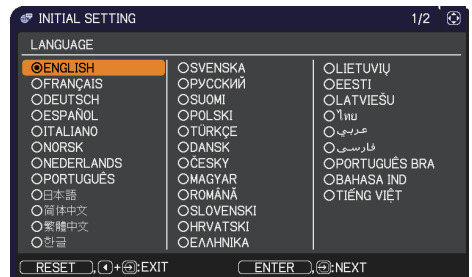 INITIAL SETTING 1/2
LANGUAGE
ENGLISH
FRANÇAIS
DEUTSCH
ESPAÑOL
ITALIANO
NORSK
NEDERLANDS
PORTUGUÊS
日本語
简体中文
繁體中文
한글
SVENSKA
РУССКИЙ
SUOMI
POLSKI
TÜRKÇE
DANSK
ČESKY
MAGYAR
ROMÂNĂ
SLOVENSKI
HRVATSKI
ΕΛΛΗΝΙΚΑ
LIETUVIŲ
EESTI
LATVIEŠU
ไทย
عربي
فارسی
PORTUGUÊS BRA
BAHASA IND
TIẾNG VIỆT
RESET , + :EXIT ENTER , :NEXT